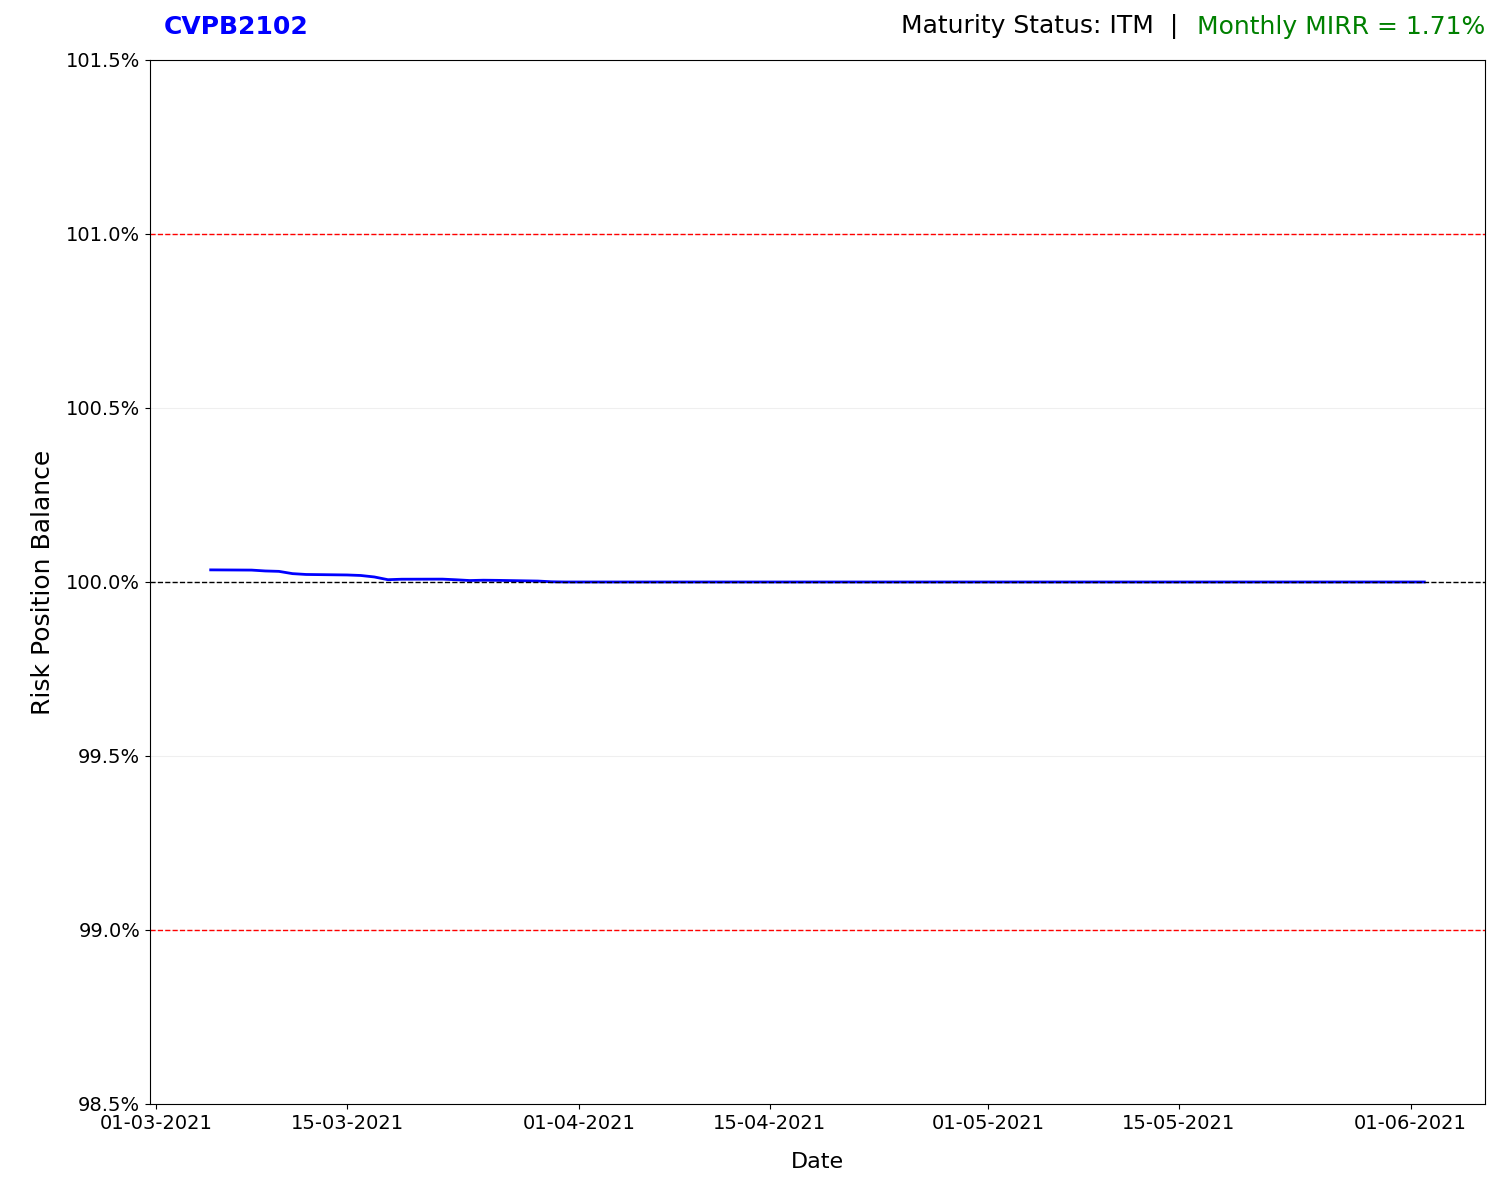 CVPB2102
Maturity Status: ITM | Monthly MIRR = 1.71%
101.5%
101.0%
100.5%
100.0%
99.5%
99.0%
98.5%
Risk Position Balance
01-03-2021 15-03-2021 01-04-2021 15-04-2021 01-05-2021 15-05-2021 01-06-2021
Date